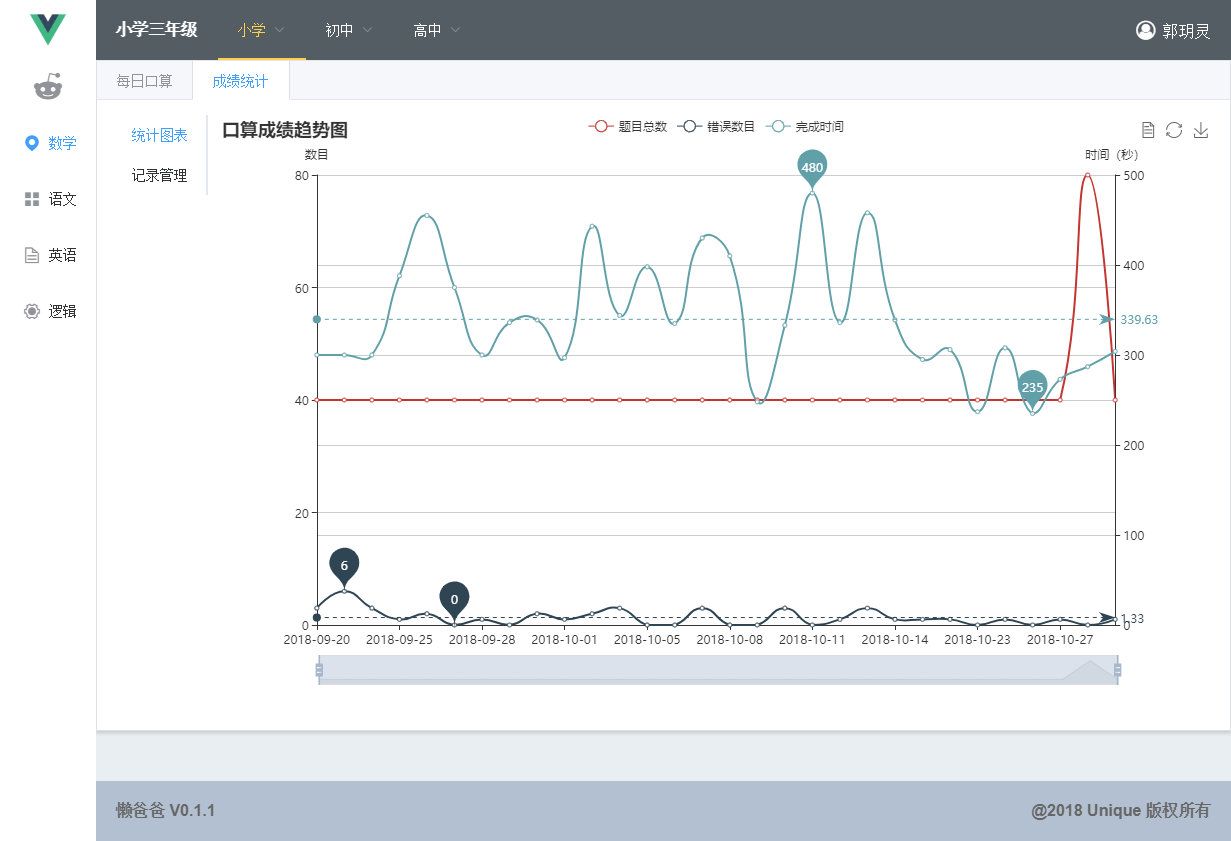 小学三年级 小学 初中 高中 郭玥灵
每日口算 成绩统计
数学
语文
英语
逻辑
统计图表
记录管理
口算成绩趋势图
题目总数 错误数目 完成时间
数目 时间（秒）
80 500
480
400
60
339.63
300
235
40
200
20
100
6
0
1.33
0 0
2018-09-20 2018-09-25 2018-09-28 2018-10-01 2018-10-05 2018-10-08 2018-10-11 2018-10-14 2018-10-23 2018-10-27
懒爸爸 V0.1.1 @2018 Unique 版权所有